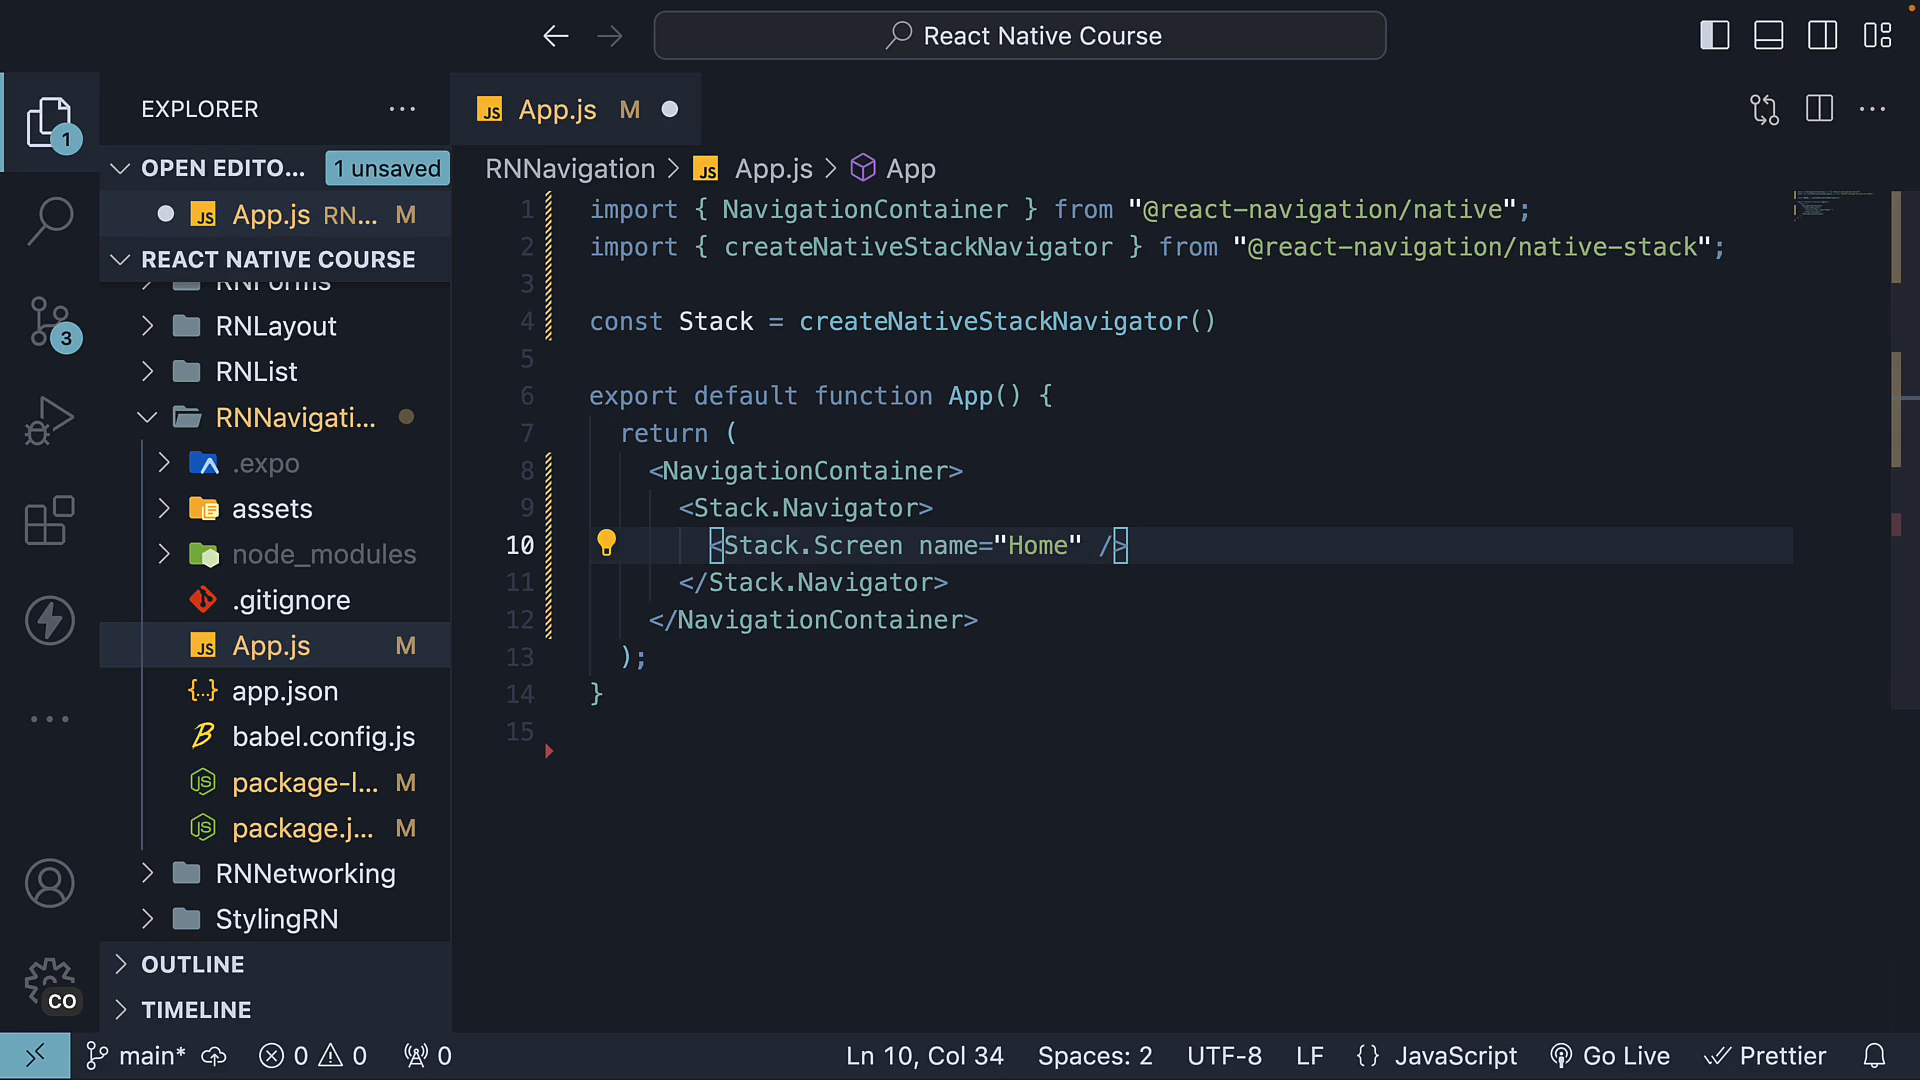 React Native Course
EXPLORER
App.js M
OPEN EDITO... 1 unsaved
RNNavigation > App.js > App
App.js RN... M
REACT NATIVE COURSE
RNForms
RNLayout
RNList
RNNavigati...
.expo
assets
node_modules
.gitignore
App.js M
app.json
babel.config.js
package-l... M
package.j... M
RNNetworking
StylingRN
OUTLINE
TIMELINE
1
3
CO
1 import { NavigationContainer } from "@react-navigation/native";
2 import { createNativeStackNavigator } from "@react-navigation/native-stack";
3
4 const Stack = createNativeStackNavigator()
5
6 export default function App() {
7 return (
8 <NavigationContainer>
9 <Stack.Navigator>
10 <Stack.Screen name="Home" />
11 </Stack.Navigator>
12 </NavigationContainer>
13 );
14 }
15
main* 0 0 0 Ln 10, Col 34 Spaces: 2 UTF-8 LF {} JavaScript Go Live Prettier